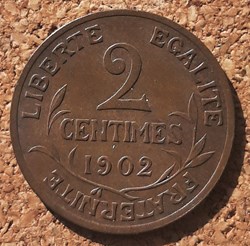 LIBERTE EGALITE
2
CENTIMES
1902
FRATERNITE